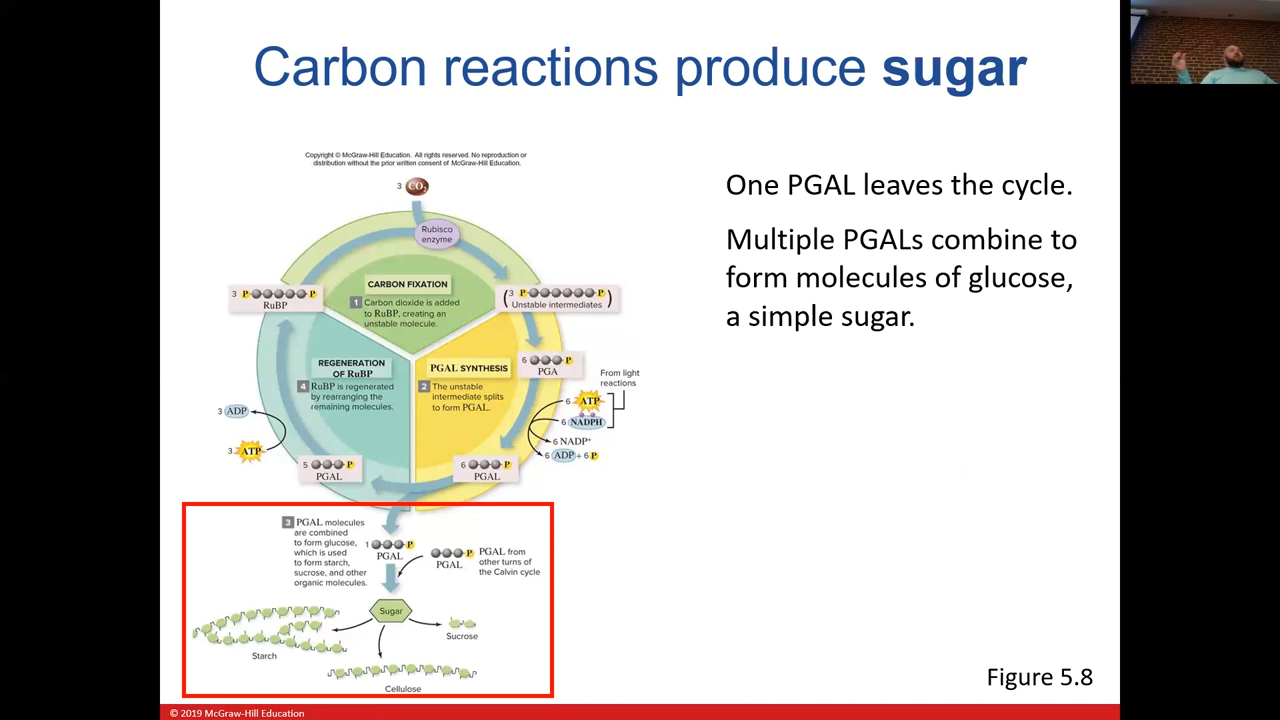 Carbon reactions produce sugar
Copyright © McGraw-Hill Education. All rights reserved. No reproduction or
distribution without the prior written consent of McGraw-Hill Education.
3 CO2
Rubisco
enzyme
CARBON FIXATION
1 Carbon dioxide is added
to RuBP, creating an
unstable molecule.
3 P P
RuBP
(3 P P)
Unstable intermediates
6 P
PGA
REGENERATION
OF RuBP
4 RuBP is regenerated
by rearranging the
remaining molecules.
PGAL SYNTHESIS
2 The unstable
intermediate splits
to form PGAL.
From light
reactions
6 ATP
6 NADPH
6 NADP+
6 ADP + 6 P
3 ADP
3 ATP
5 P
PGAL
6 P
PGAL
3 PGAL molecules
are combined
to form glucose,
which is used
to form starch,
sucrose, and other
organic molecules.
1 P
PGAL
P
PGAL
PGAL from
other turns of
the Calvin cycle
Sugar
Starch
Sucrose
Cellulose
One PGAL leaves the cycle.
Multiple PGALs combine to
form molecules of glucose,
a simple sugar.
Figure 5.8
© 2019 McGraw-Hill Education